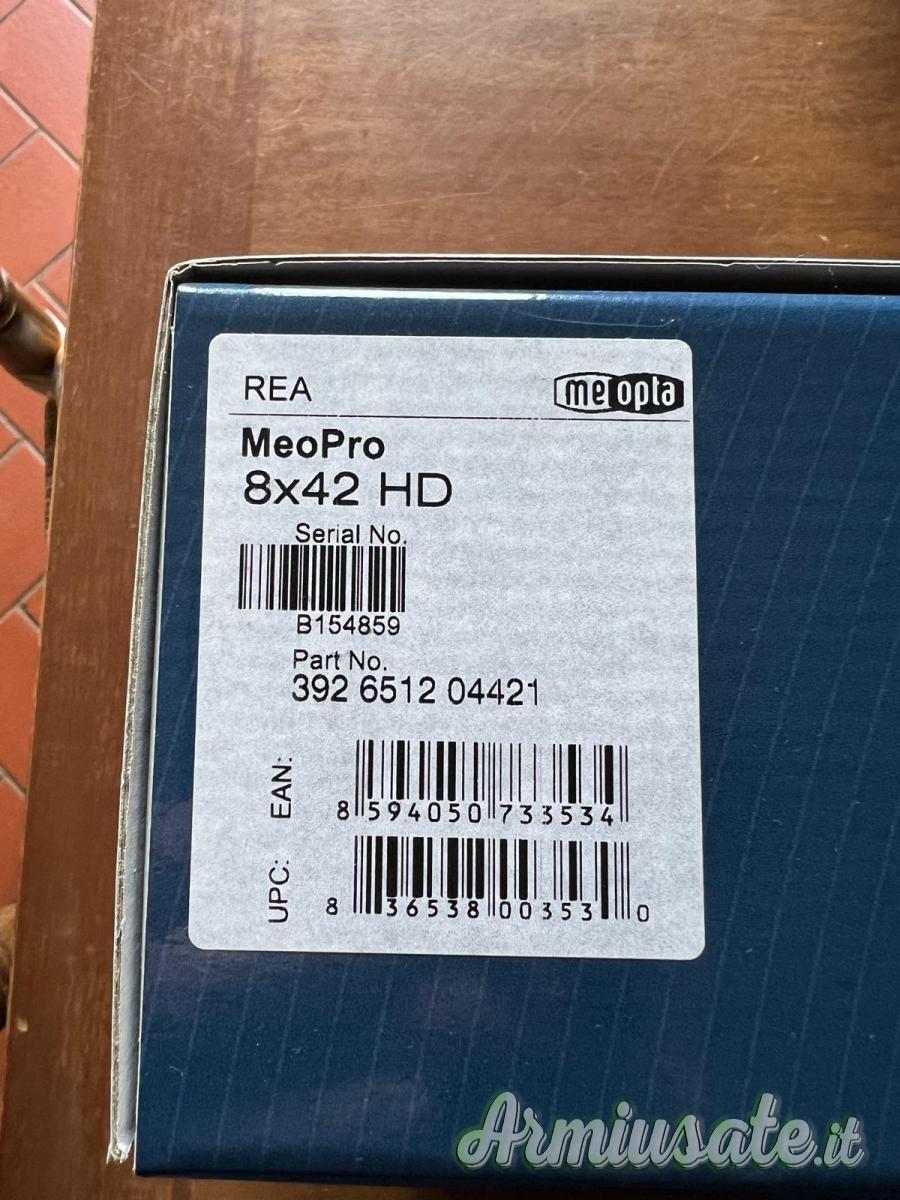 REA
meopta
MeoPro
8x42 HD
Serial No.
B154859
Part No.
392 6512 04421
EAN:
8 594050 733534
UPC:
8 36538 00353 0
Armiusate.it